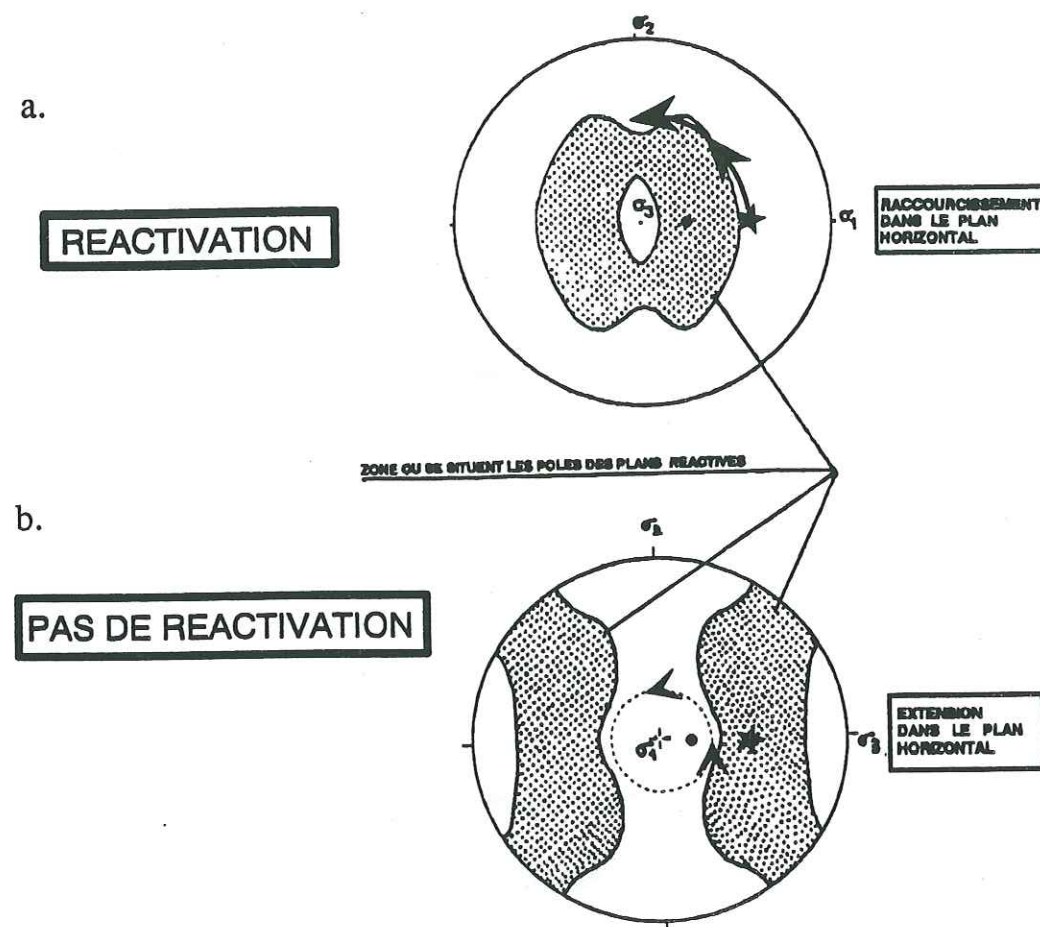 σ2
a.
REACTIVATION
σ3
σ1
RACCOURCISSEMENT
DANS LE PLAN
HORIZONTAL
ZONE OU SE SITUENT LES POLES DES PLANS REACTIVES
b.
σ2
PAS DE REACTIVATION
σ1
σ3
EXTENSION
DANS LE PLAN
HORIZONTAL